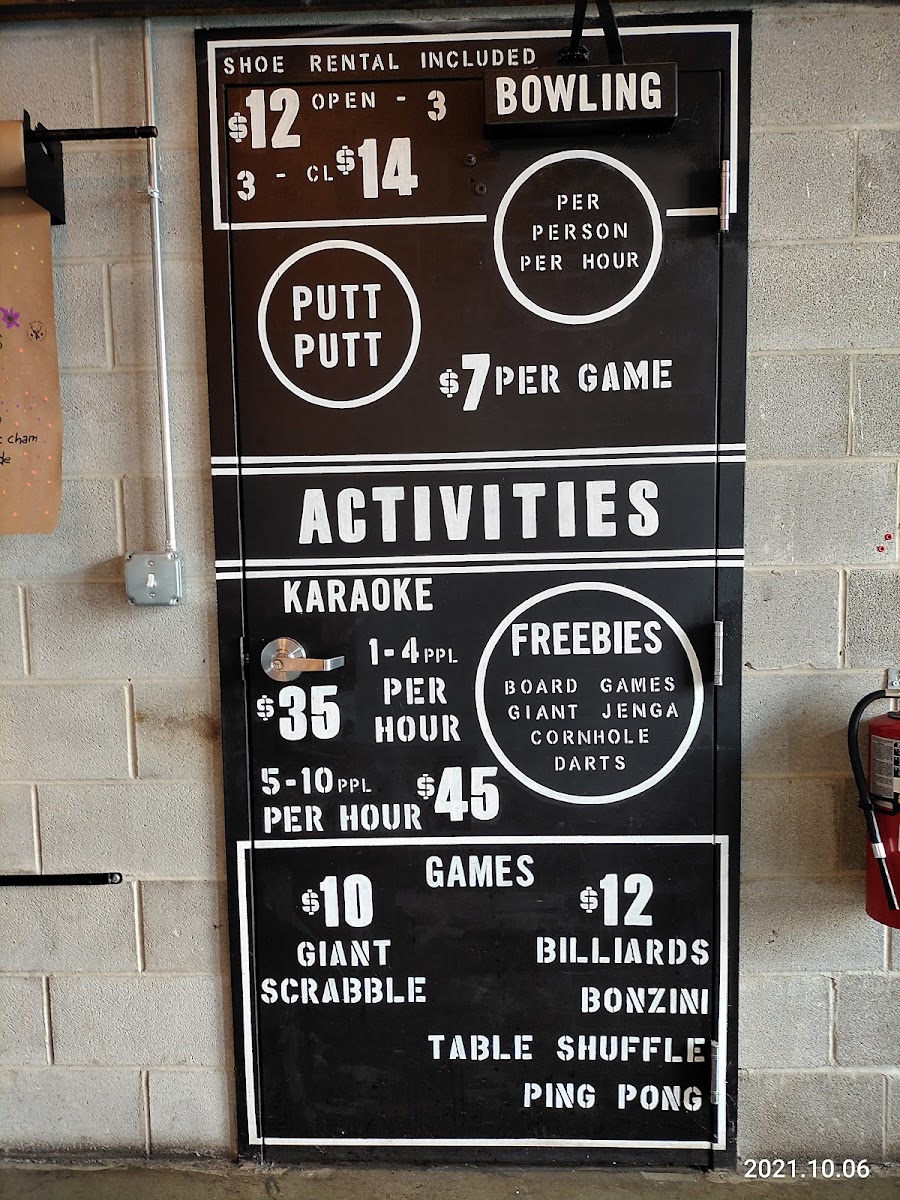 SHOE RENTAL INCLUDED
BOWLING
$12 OPEN - 3
3 - CL $14
PER
PERSON
PER HOUR
PUTT
PUTT
$7 PER GAME
ACTIVITIES
KARAOKE
1-4 PPL
$35 PER
HOUR
5-10 PPL
PER HOUR $45
FREEBIES
BOARD GAMES
GIANT JENGA
CORNHOLE
DARTS
GAMES
$10
GIANT
SCRABBLE
$12
BILLIARDS
BONZINI
TABLE SHUFFLE
PING PONG
cham
2021.10.06